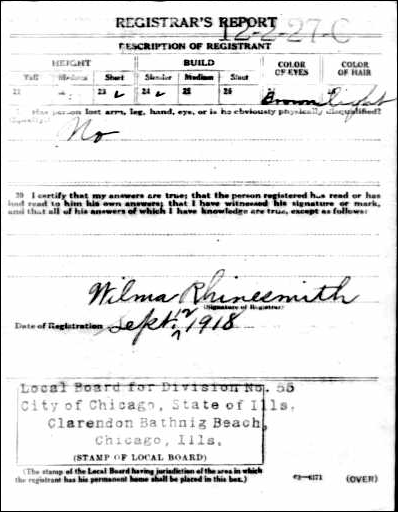 REGISTRAR'S REPORT
12-2-27-C
DESCRIPTION OF REGISTRANT
HEIGHT BUILD COLOR OF EYES COLOR OF HAIR
Tall Medium Short Slender Medium Stout
21 23 ✓ 24 ✓ 25 26
Brown light
has person lost arm, leg, hand, eye, or is he obviously physically disqualified?
(Specify.)
No
30 I certify that my answers are true; that the person registered has read or has
had read to him his own answers; that I have witnessed his signature or mark,
and that all of his answers of which I have knowledge are true, except as follows:
Wilma Rhinesmith
(Signature of Registrar)
Date of Registration Sept. 12 1918
Local Board for Division No. 55
City of Chicago, State of Ills.
Clarendon Bathnig Beach,
Chicago, Ills.
(STAMP OF LOCAL BOARD)
(The stamp of the Local Board having jurisdiction of the area in which
the registrant has his permanent home shall be placed in this box.)
03—6171 (OVER)